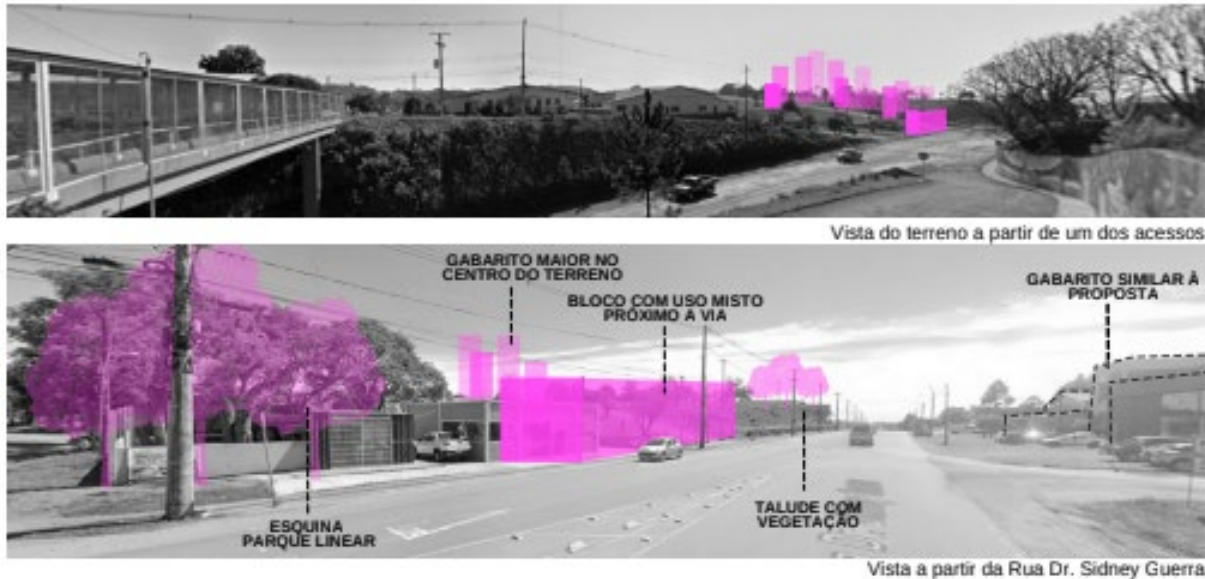 Vista do terreno a partir de um dos acessos
GABARITO MAIOR NO
CENTRO DO TERRENO
BLOCO COM USO MISTO
PRÓXIMO A VIA
GABARITO SIMILAR À
PROPOSTA
ESQUINA
PARQUE LINEAR
TALUDE COM
VEGETAÇÃO
Vista a partir da Rua Dr. Sidney Guerra